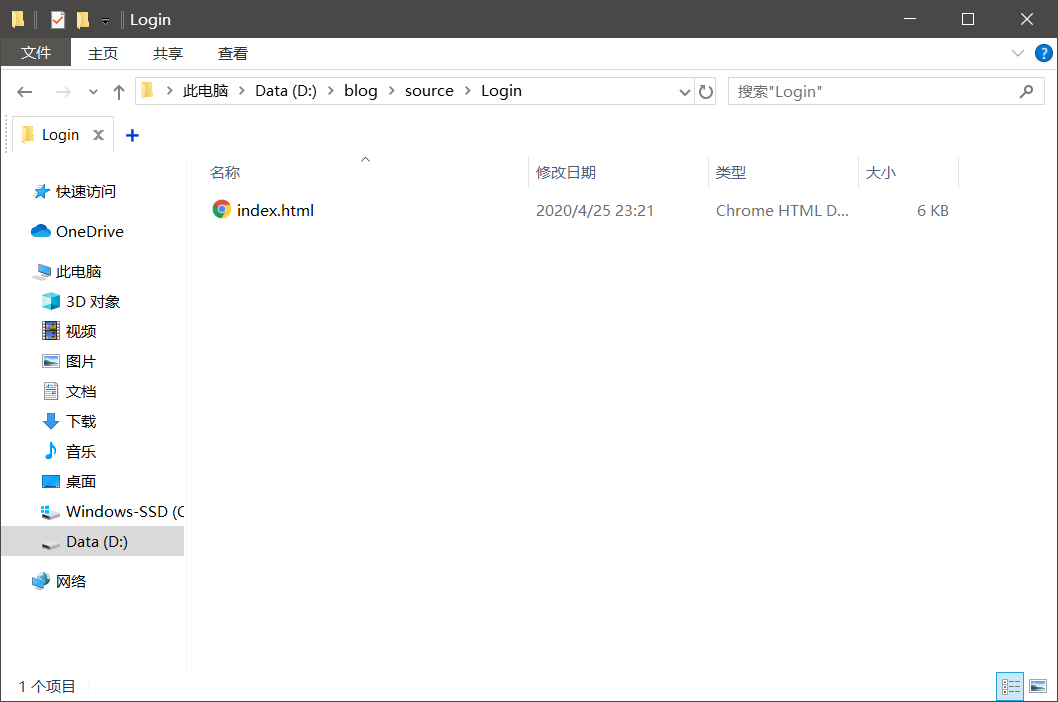 Login
文件 主页 共享 查看
此电脑 Data (D:) blog source Login 搜索"Login"
Login
名称 修改日期 类型 大小
index.html 2020/4/25 23:21 Chrome HTML D... 6 KB
快速访问
OneDrive
此电脑
3D 对象
视频
图片
文档
下载
音乐
桌面
Windows-SSD (C
Data (D:)
网络
1 个项目